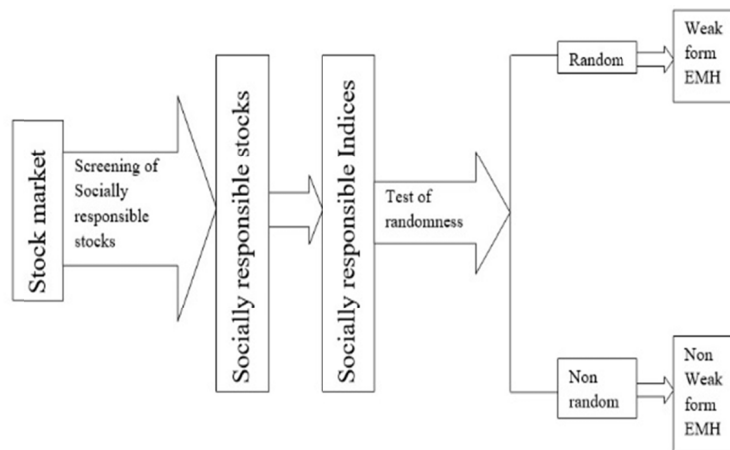 Stock market
Screening of
Socially
responsible
stocks
Socially responsible stocks
Socially responsible Indices
Test of
randomness
Random
Weak
form
EMH
Non
random
Non
Weak
form
EMH